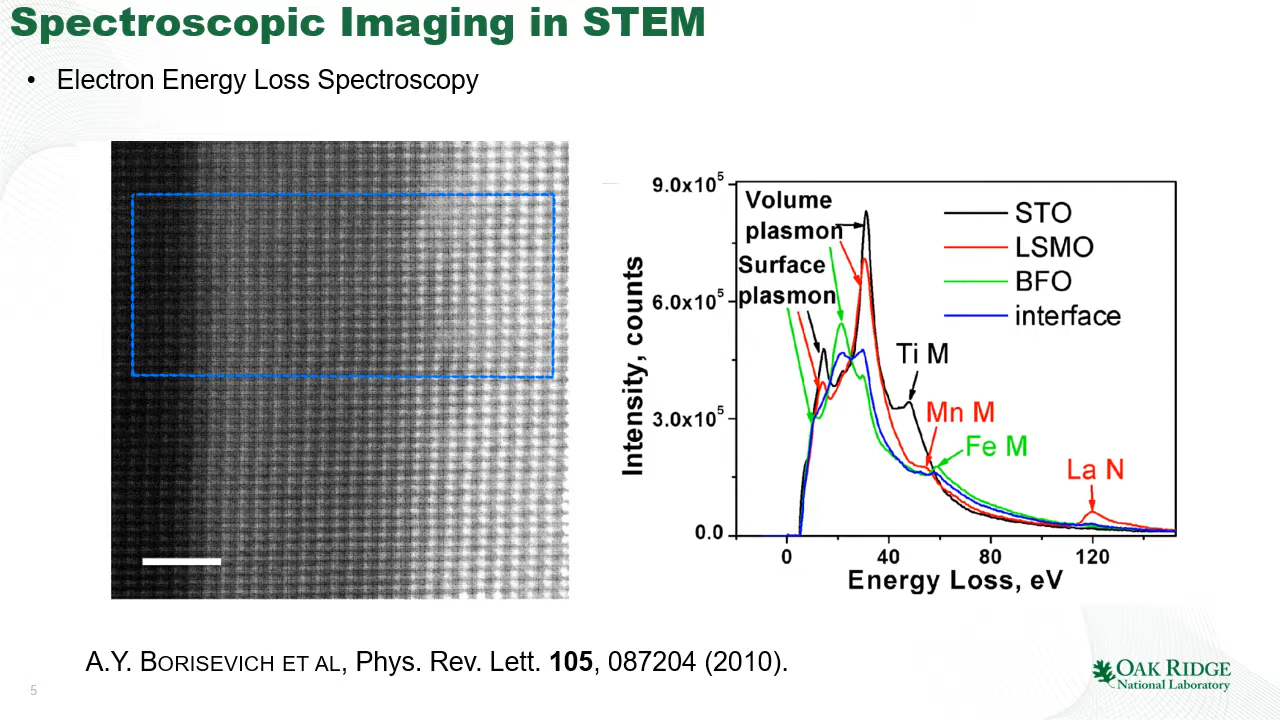 Spectroscopic Imaging in STEM
• Electron Energy Loss Spectroscopy
9.0x10⁵
6.0x10⁵
3.0x10⁵
0.0
Intensity, counts
Volume
plasmon
Surface
plasmon
STO
LSMO
BFO
interface
Ti M
Mn M
Fe M
La N
0 40 80 120
Energy Loss, eV
A.Y. BORISEVICH ET AL, Phys. Rev. Lett. 105, 087204 (2010).
5
OAK RIDGE
National Laboratory